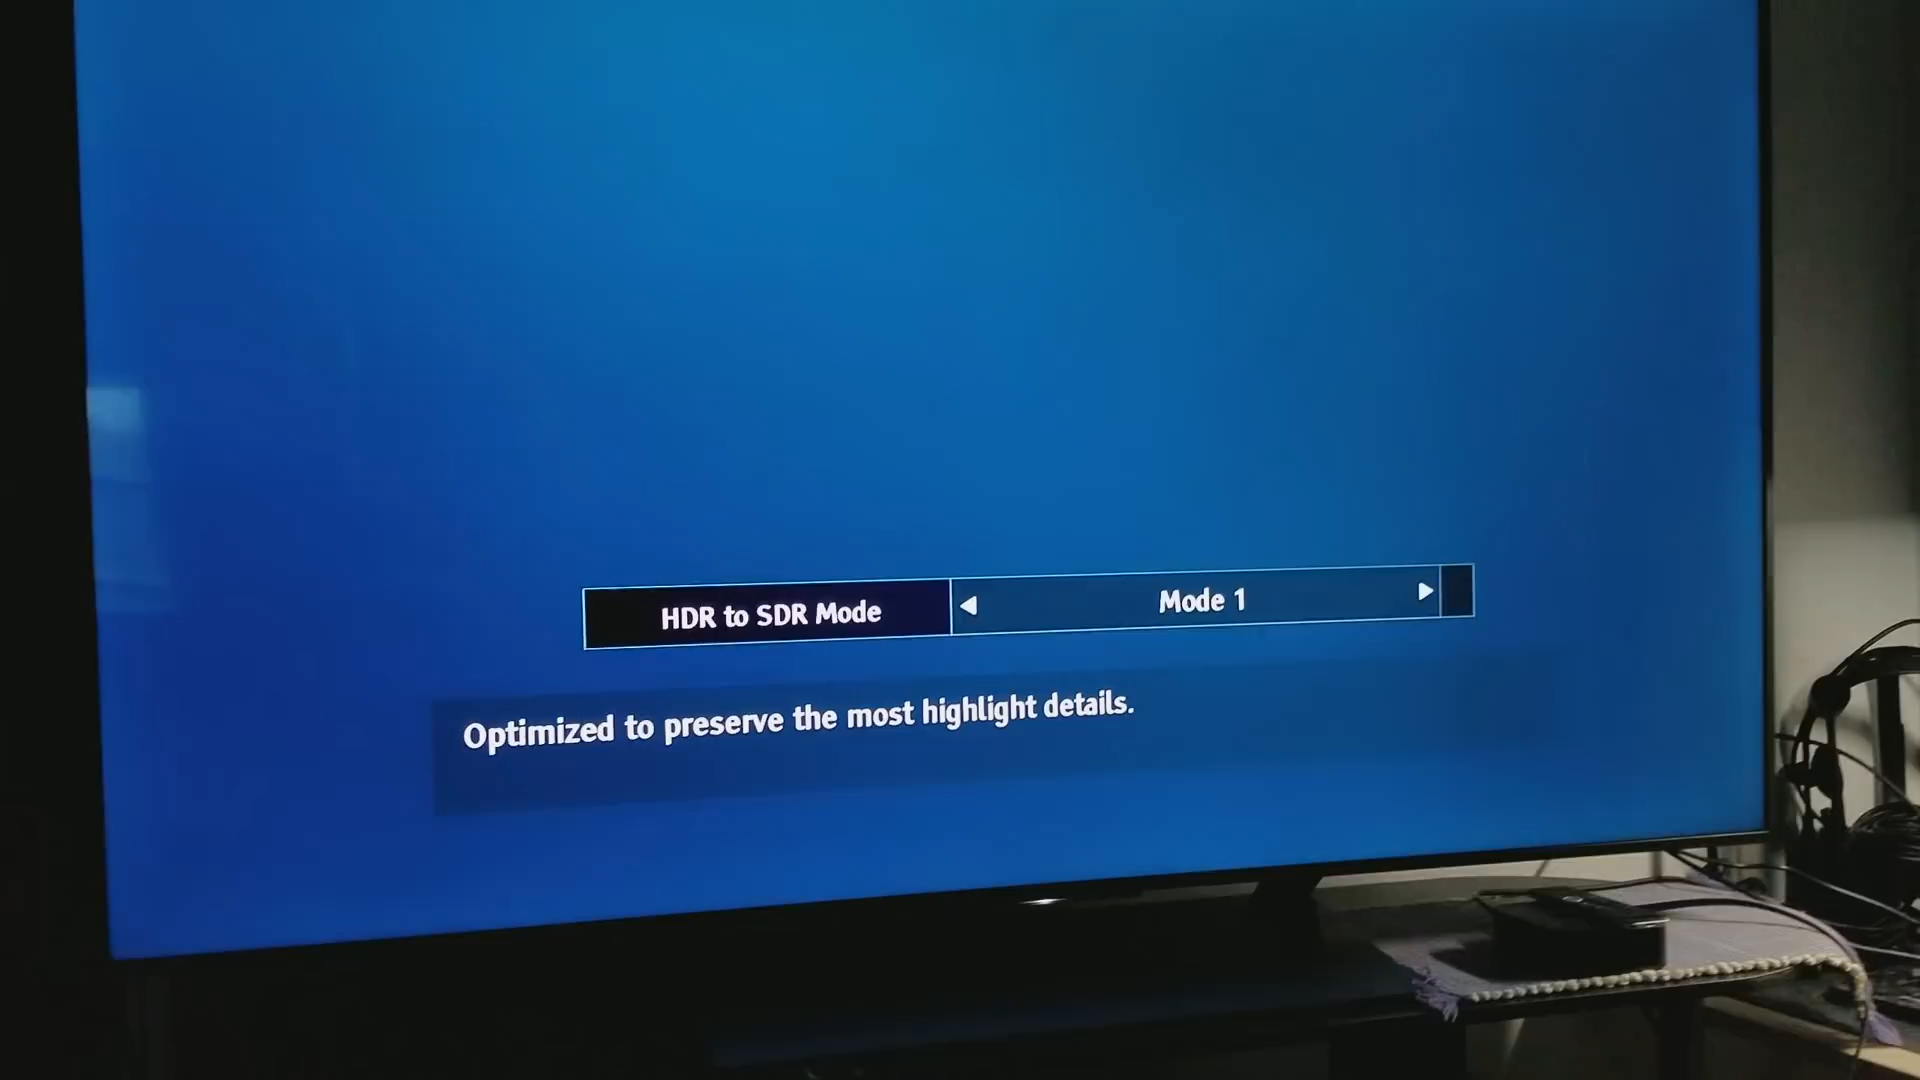 HDR to SDR Mode Mode 1
Optimized to preserve the most highlight details.